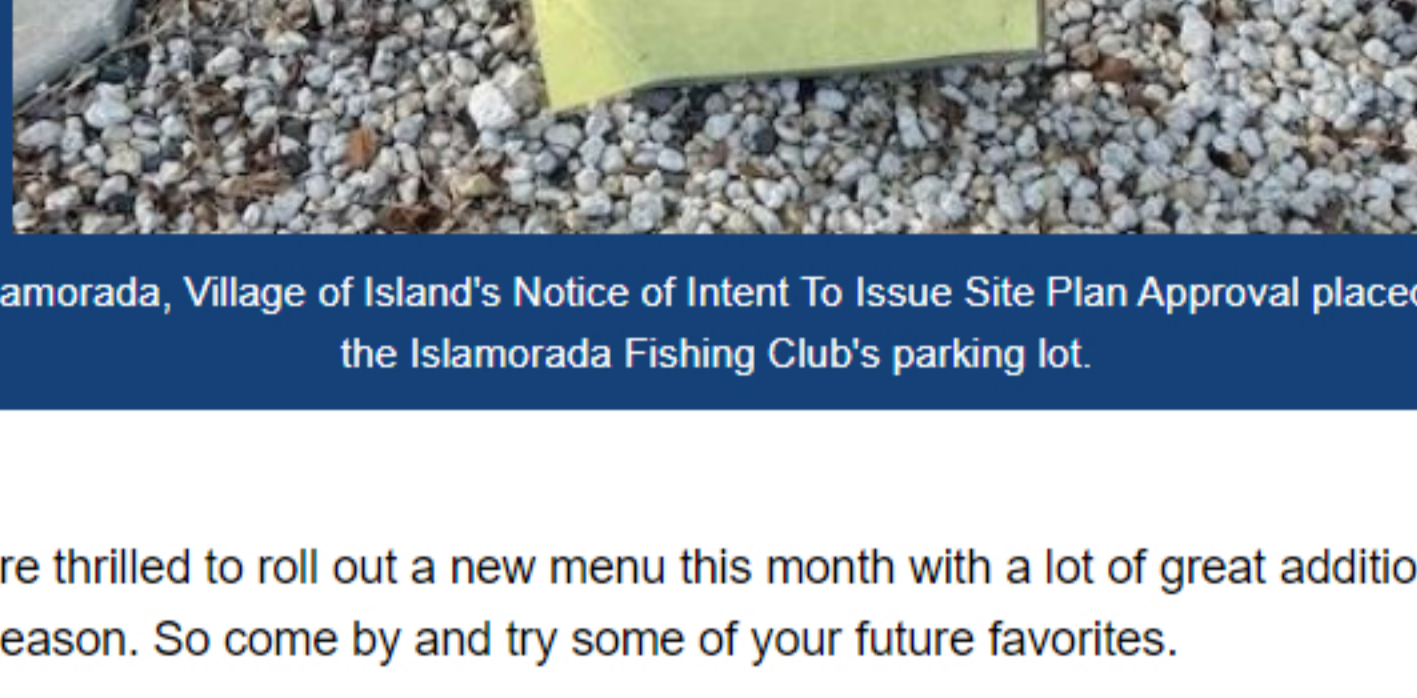 amorada, Village of Island's Notice of Intent To Issue Site Plan Approval place
the Islamorada Fishing Club's parking lot.
re thrilled to roll out a new menu this month with a lot of great additio
eason. So come by and try some of your future favorites.